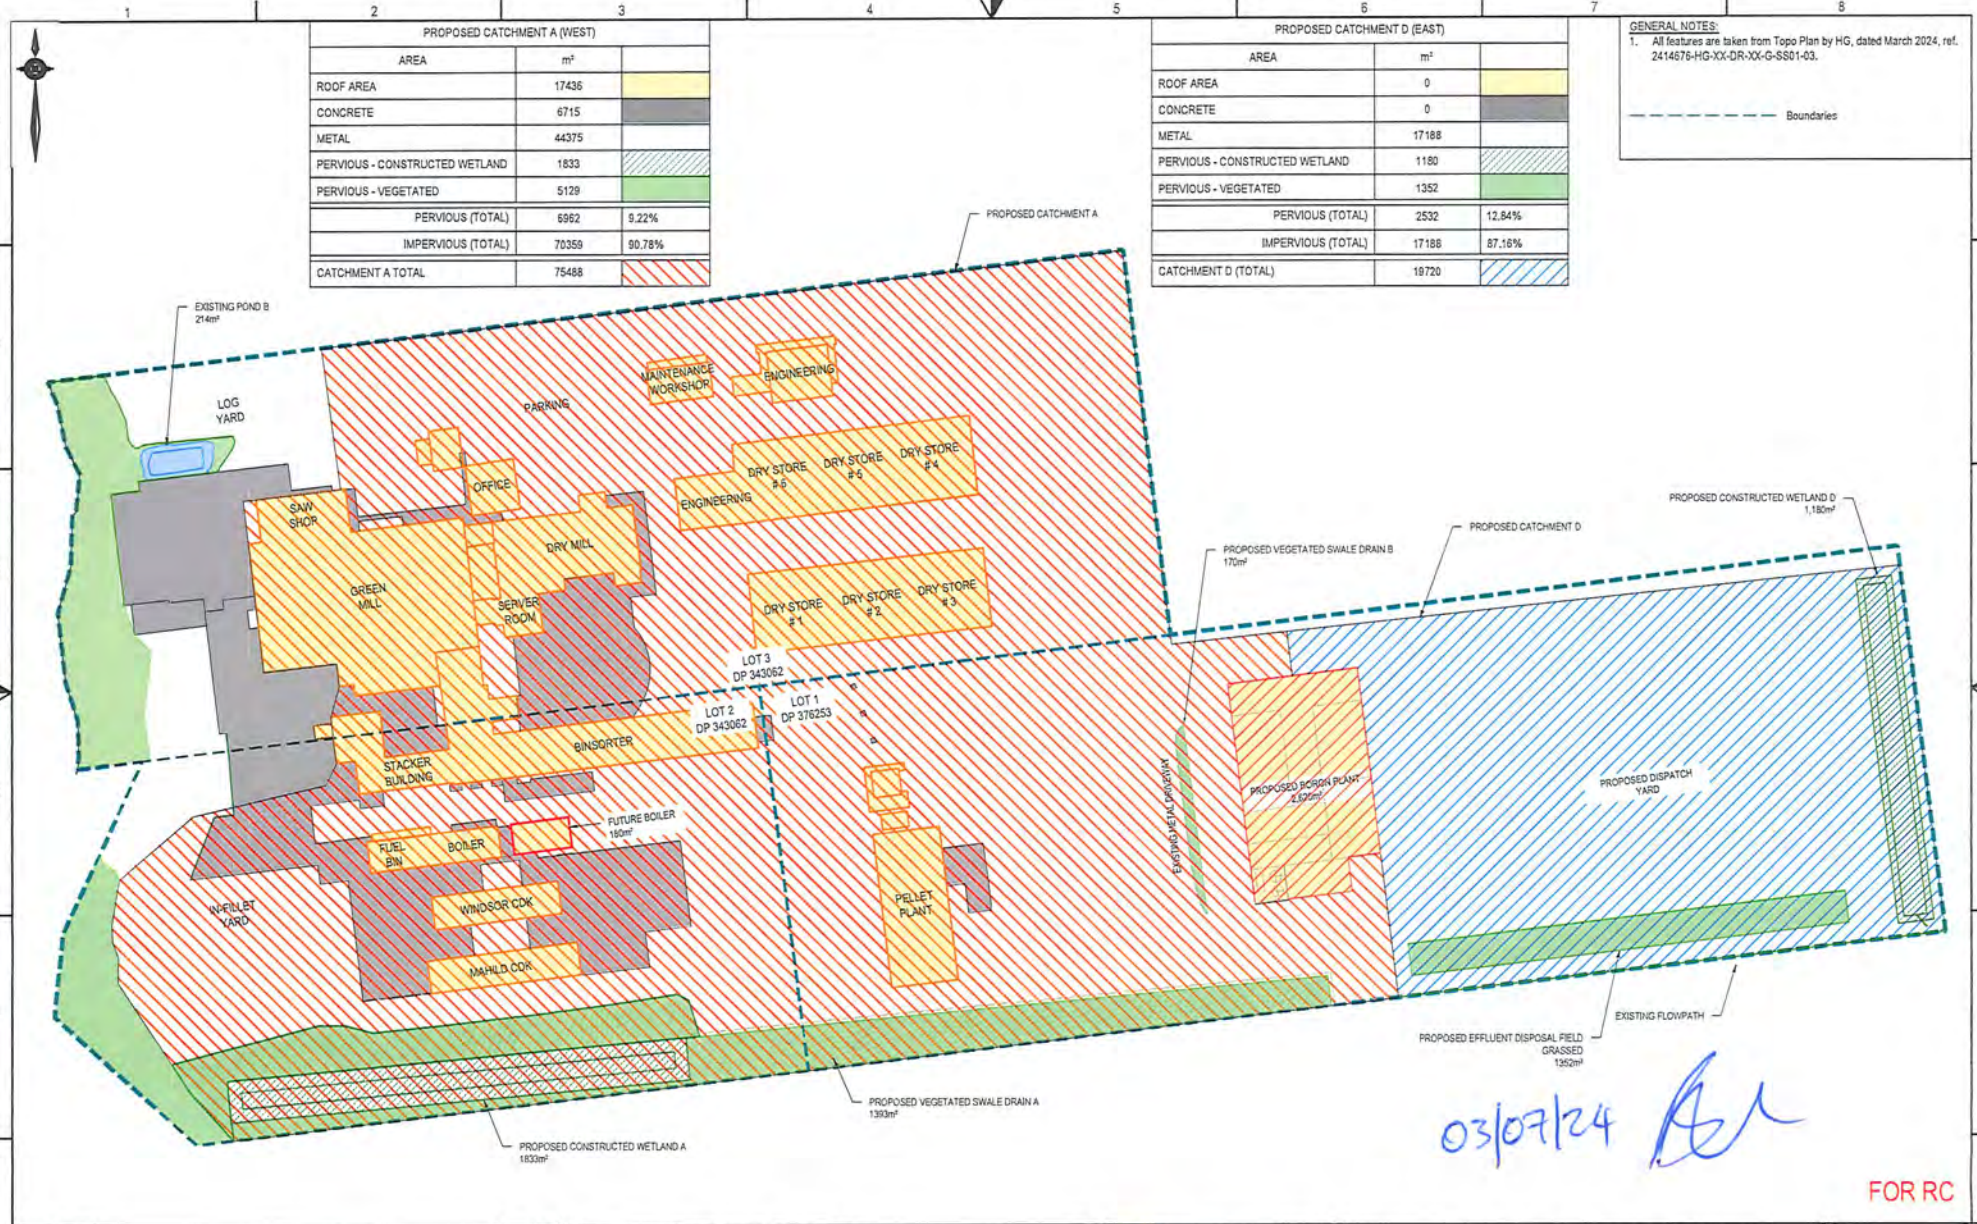 1 2 3 4 5 6 7 8
PROPOSED CATCHMENT A (WEST)
AREA m²
ROOF AREA 17436
CONCRETE 6715
METAL 44375
PERVIOUS - CONSTRUCTED WETLAND 1833
PERVIOUS - VEGETATED 5129
PERVIOUS (TOTAL) 6962 9.22%
IMPERVIOUS (TOTAL) 70359 90.78%
CATCHMENT A TOTAL 75488
PROPOSED CATCHMENT D (EAST)
AREA m²
ROOF AREA 0
CONCRETE 0
METAL 17188
PERVIOUS - CONSTRUCTED WETLAND 1180
PERVIOUS - VEGETATED 1352
PERVIOUS (TOTAL) 2532 12.84%
IMPERVIOUS (TOTAL) 17188 87.16%
CATCHMENT D (TOTAL) 19720
GENERAL NOTES:
1. All features are taken from Topo Plan by HG, dated March 2024, ref.
2414676-HG-XX-DR-XX-G-SS01-03.
Boundaries
PROPOSED CATCHMENT A
EXISTING POND B
214m²
LOG
YARD
PARKING
MAINTENANCE
WORKSHOP
ENGINEERING
OFFICE
SAW
SHOP
ENGINEERING
DRY STORE
# 6
DRY STORE
# 5
DRY STORE
# 4
DRY MILL
GREEN
MILL
SERVER
ROOM
DRY STORE
# 1
DRY STORE
# 2
DRY STORE
# 3
PROPOSED CONSTRUCTED WETLAND D
1,180m²
PROPOSED CATCHMENT D
PROPOSED VEGETATED SWALE DRAIN B
170m²
LOT 3
DP 343062
LOT 2
DP 343062
LOT 1
DP 376253
BINSORTER
STACKER
BUILDING
EXISTING METAL DRIVEWAY
PROPOSED BORON PLANT
PROPOSED DISPATCH
YARD
FUTURE BOILER
180m²
FUEL
BIN
BOILER
WINDSOR CDK
IN-FILLET
YARD
MAHILD CDK
PELLET
PLANT
EXISTING FLOWPATH
PROPOSED EFFLUENT DISPOSAL FIELD
GRASSED
1352m²
PROPOSED VEGETATED SWALE DRAIN A
1393m²
PROPOSED CONSTRUCTED WETLAND A
1833m²
03/07/24
FOR RC